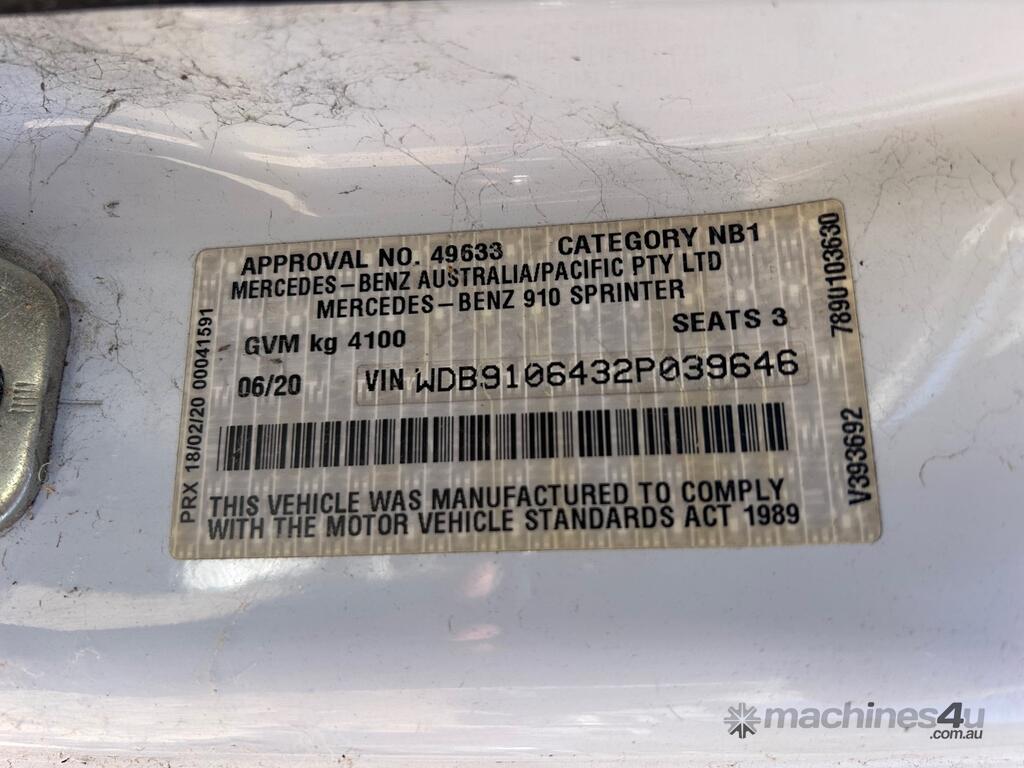 APPROVAL NO. 49633 CATEGORY NB1
MERCEDES-BENZ AUSTRALIA/PACIFIC PTY LTD
MERCEDES-BENZ 910 SPRINTER
GVM kg 4100 SEATS 3
06/20 VIN WDB9106432P039646
THIS VEHICLE WAS MANUFACTURED TO COMPLY
WITH THE MOTOR VEHICLE STANDARDS ACT 1989
PRX 18/02/20 00041591
V393692 7890103630
machines4u
.com.au